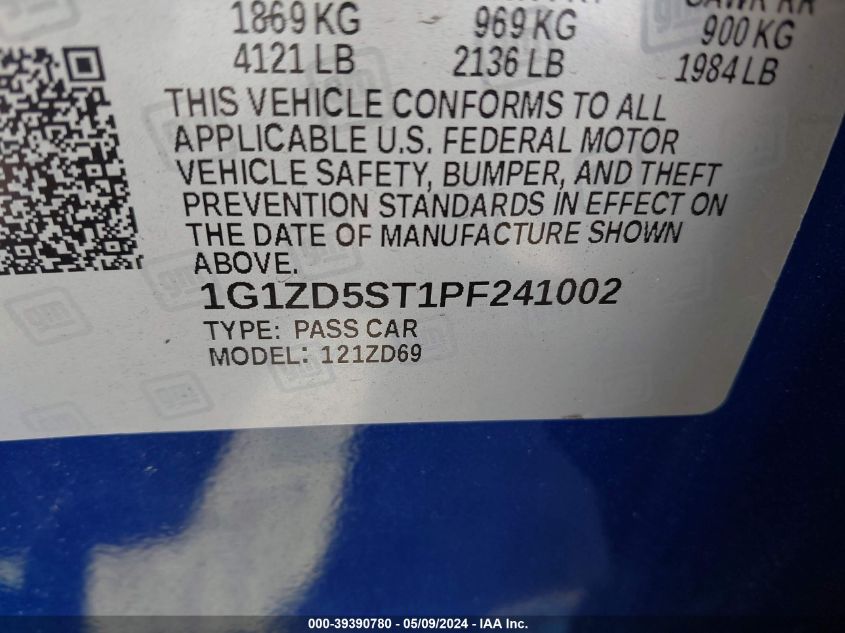 1869 KG 969 KG 900 KG
4121 LB 2136 LB 1984 LB
THIS VEHICLE CONFORMS TO ALL
APPLICABLE U.S. FEDERAL MOTOR
VEHICLE SAFETY, BUMPER, AND THEFT
PREVENTION STANDARDS IN EFFECT ON
THE DATE OF MANUFACTURE SHOWN
ABOVE.
1G1ZD5ST1PF241002
TYPE: PASS CAR
MODEL: 121ZD69
000-39390780 - 05/09/2024 - IAA Inc.